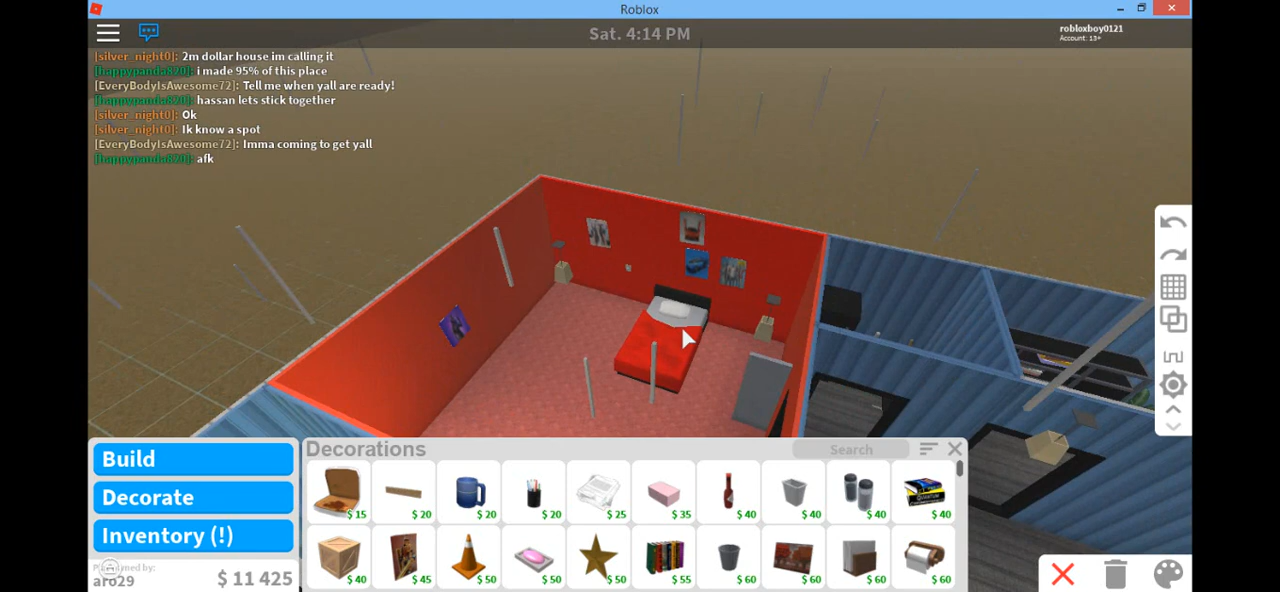 Roblox
Sat. 4:14 PM
robloxboy0121
Account: 13+
[silver_night0]: 2m dollar house im calling it
[happypanda820]: i made 95% of this place
[EveryBodyIsAwesome72]: Tell me when yall are ready!
[happypanda820]: hassan lets stick together
[silver_night0]: Ok
[silver_night0]: Ik know a spot
[EveryBodyIsAwesome72]: Imma coming to get yall
[happypanda820]: afk
Build
Decorate
Inventory (!)
by:
aro29
$ 11 425
Decorations
Search
$ 15
$ 20
$ 20
$ 20
$ 25
$ 35
$ 40
$ 40
$ 40
$ 40
$ 40
$ 45
$ 50
$ 50
$ 50
$ 55
$ 60
$ 60
$ 60
$ 60